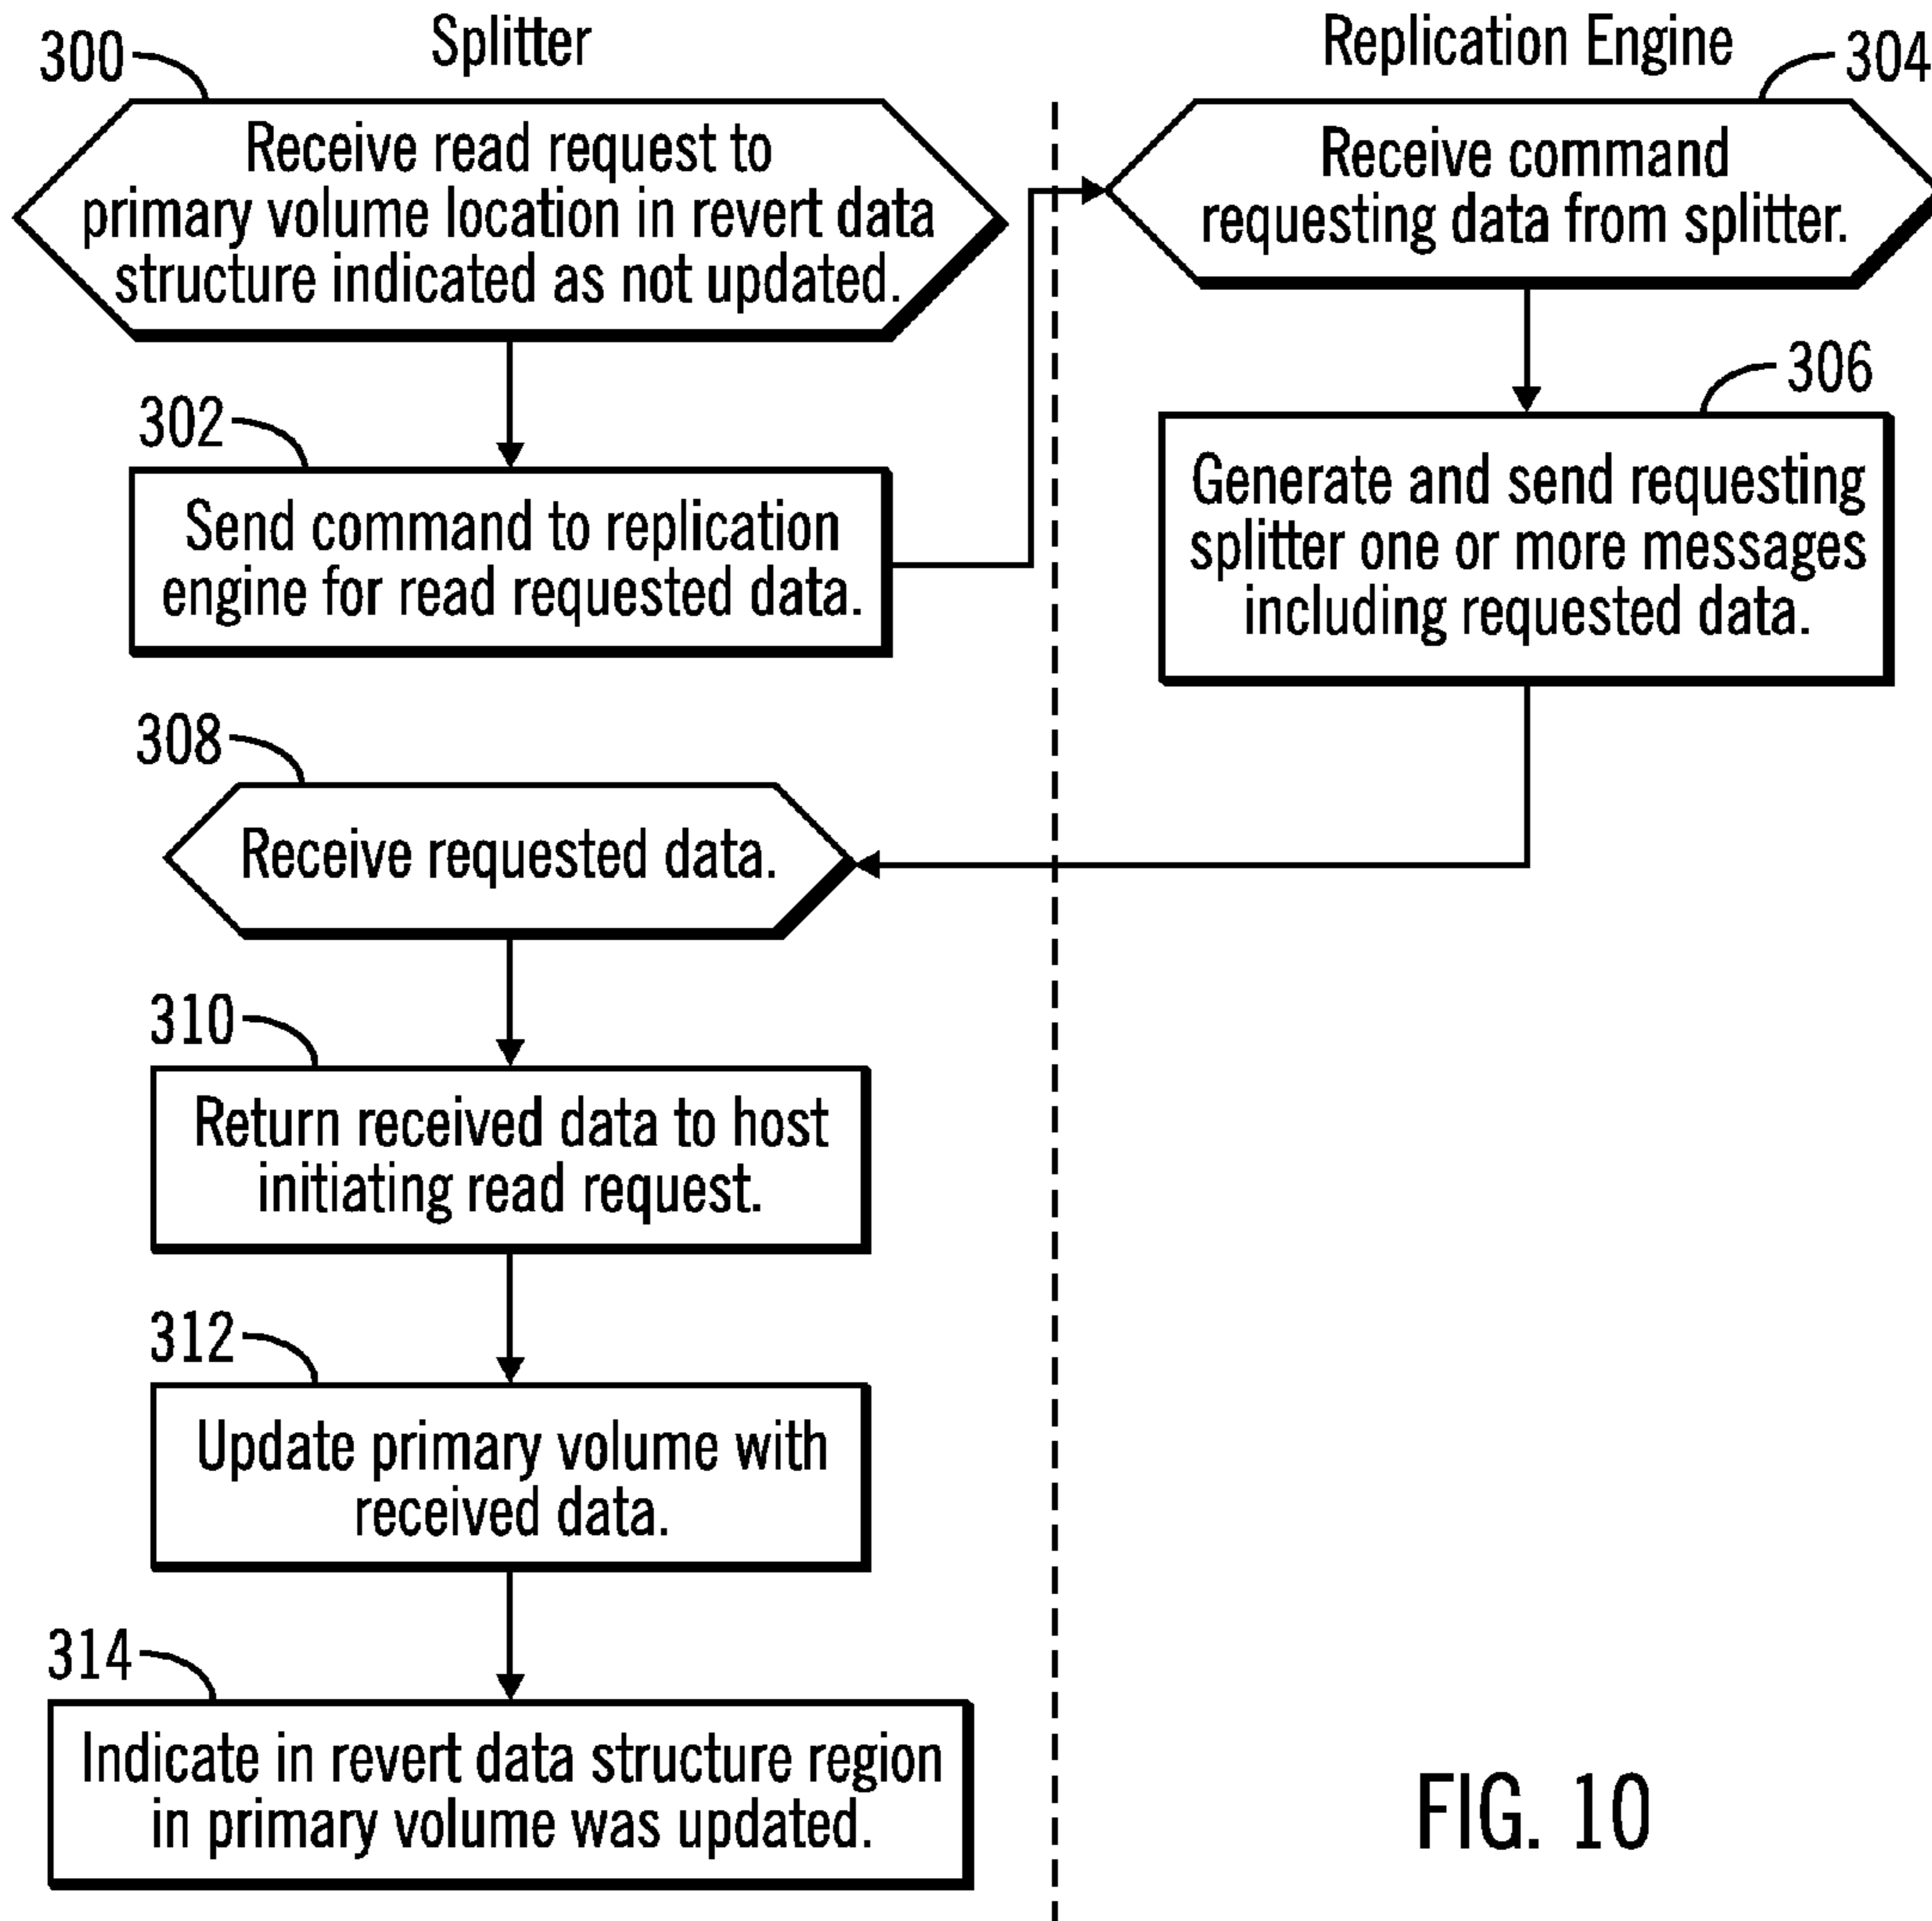 Splitter
Replication Engine
300
Receive read request to
primary volume location in revert data
structure indicated as not updated.
302
Send command to replication
engine for read requested data.
304
Receive command
requesting data from splitter.
306
Generate and send requesting
splitter one or more messages
including requested data.
308
Receive requested data.
310
Return received data to host
initiating read request.
312
Update primary volume with
received data.
314
Indicate in revert data structure region
in primary volume was updated.
FIG. 10